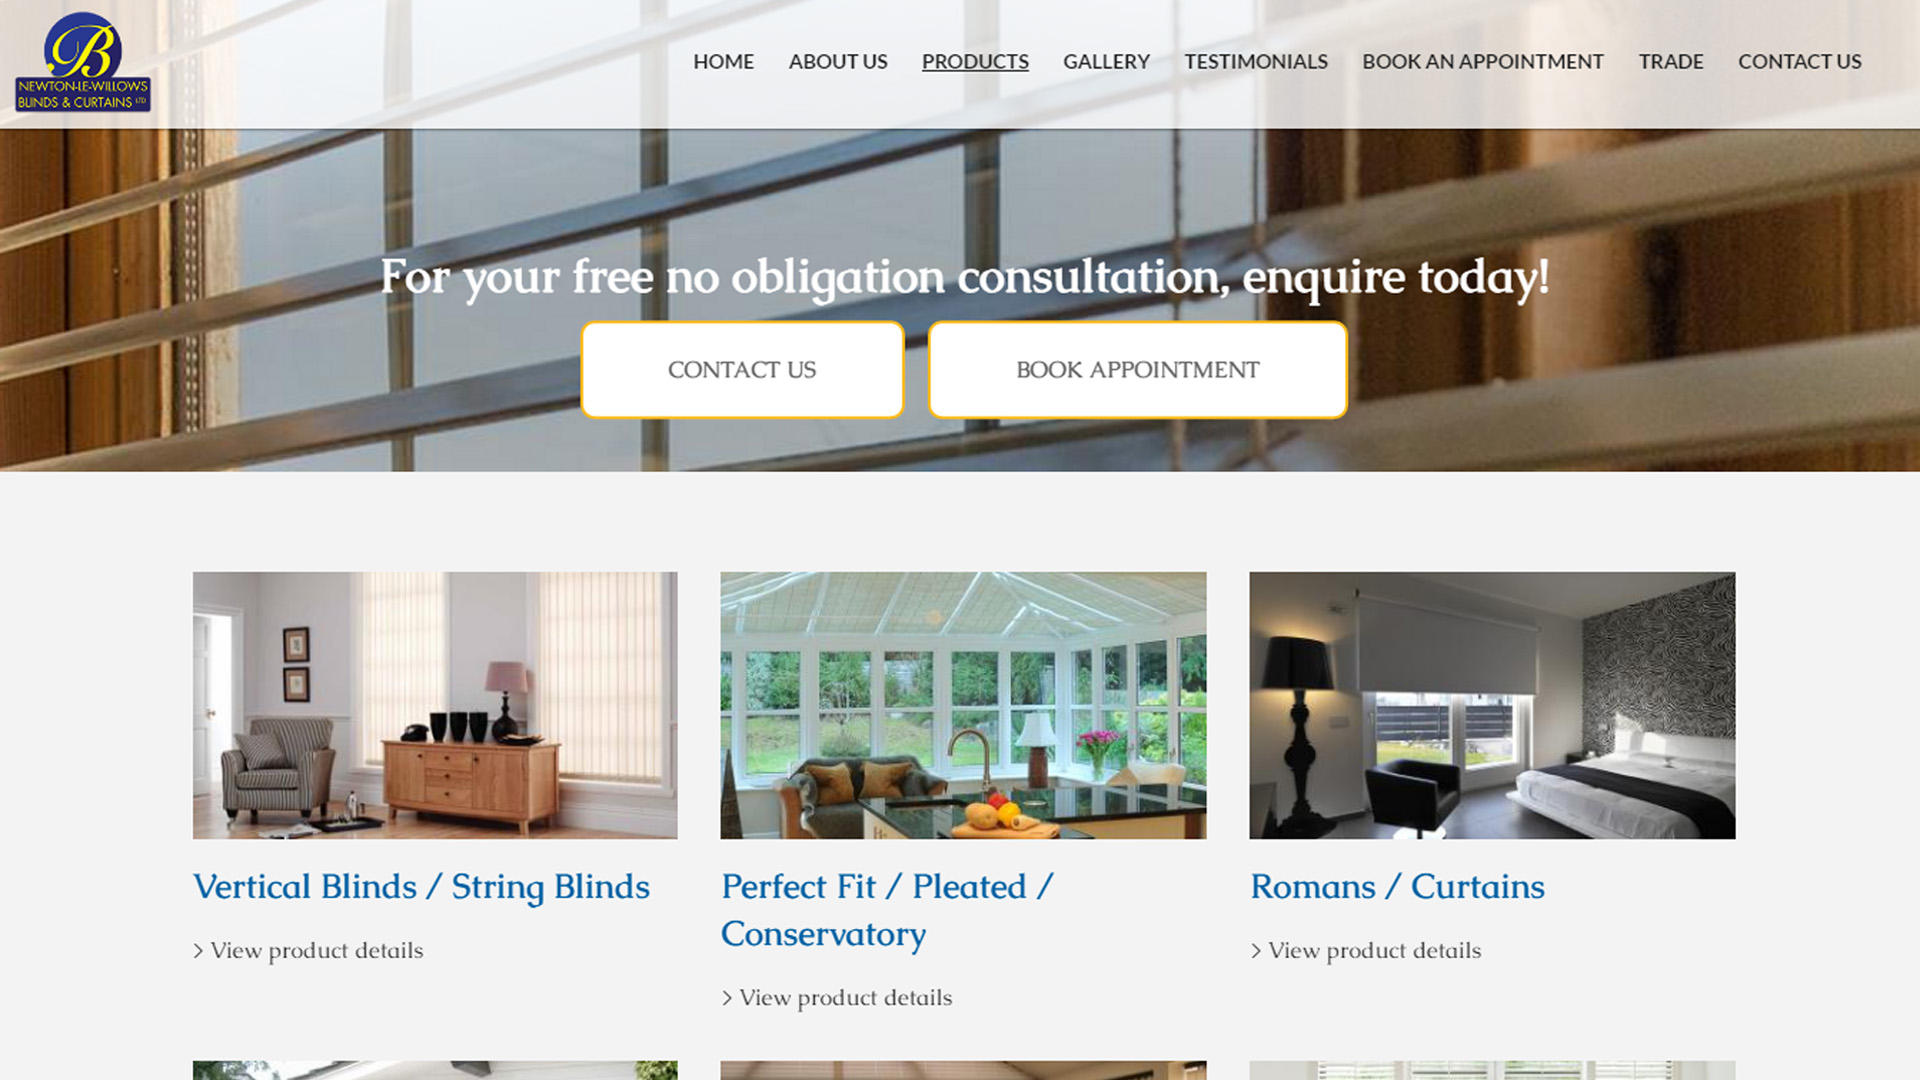 B
NEWTON-LE-WILLOWS
BLINDS & CURTAINS LTD
HOME
ABOUT US
PRODUCTS
GALLERY
TESTIMONIALS
BOOK AN APPOINTMENT
TRADE
CONTACT US
For your free no obligation consultation, enquire today!
CONTACT US
BOOK APPOINTMENT
Vertical Blinds / String Blinds
> View product details
Perfect Fit / Pleated /
Conservatory
> View product details
Romans / Curtains
> View product details